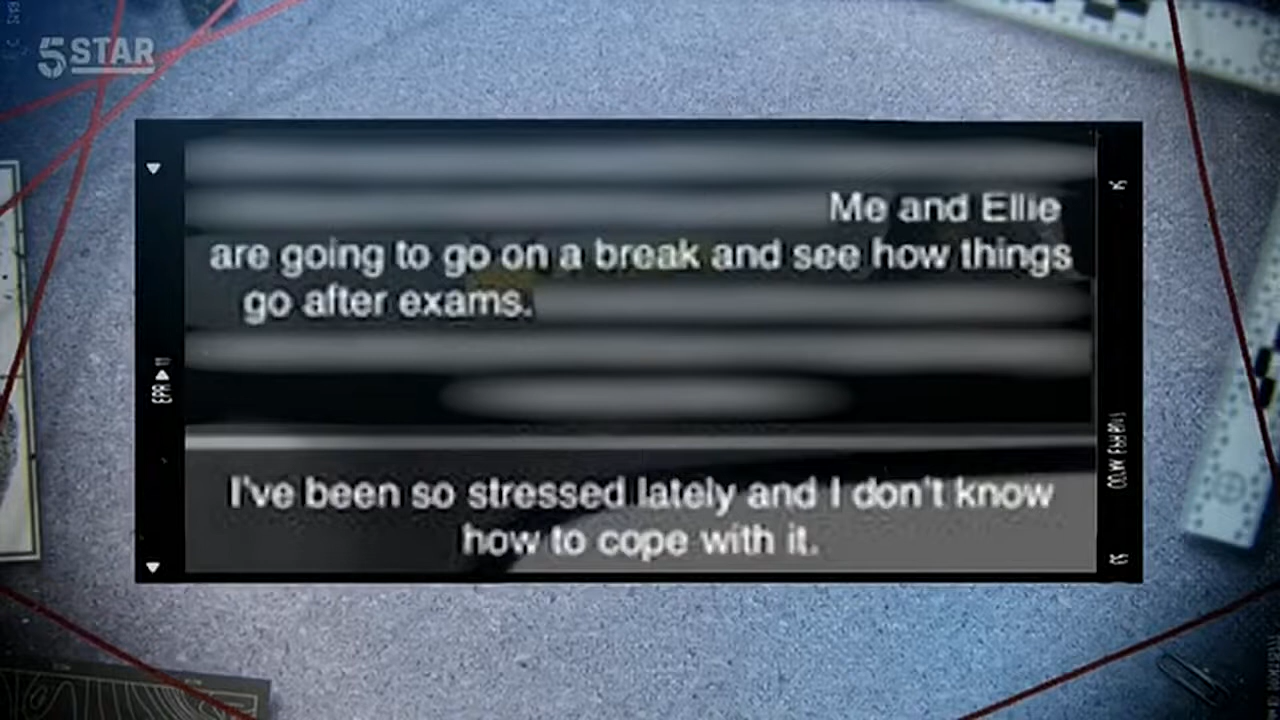 5STAR
Me and Ellie
are going to go on a break and see how things
go after exams.
I've been so stressed lately and I don't know
how to cope with it.